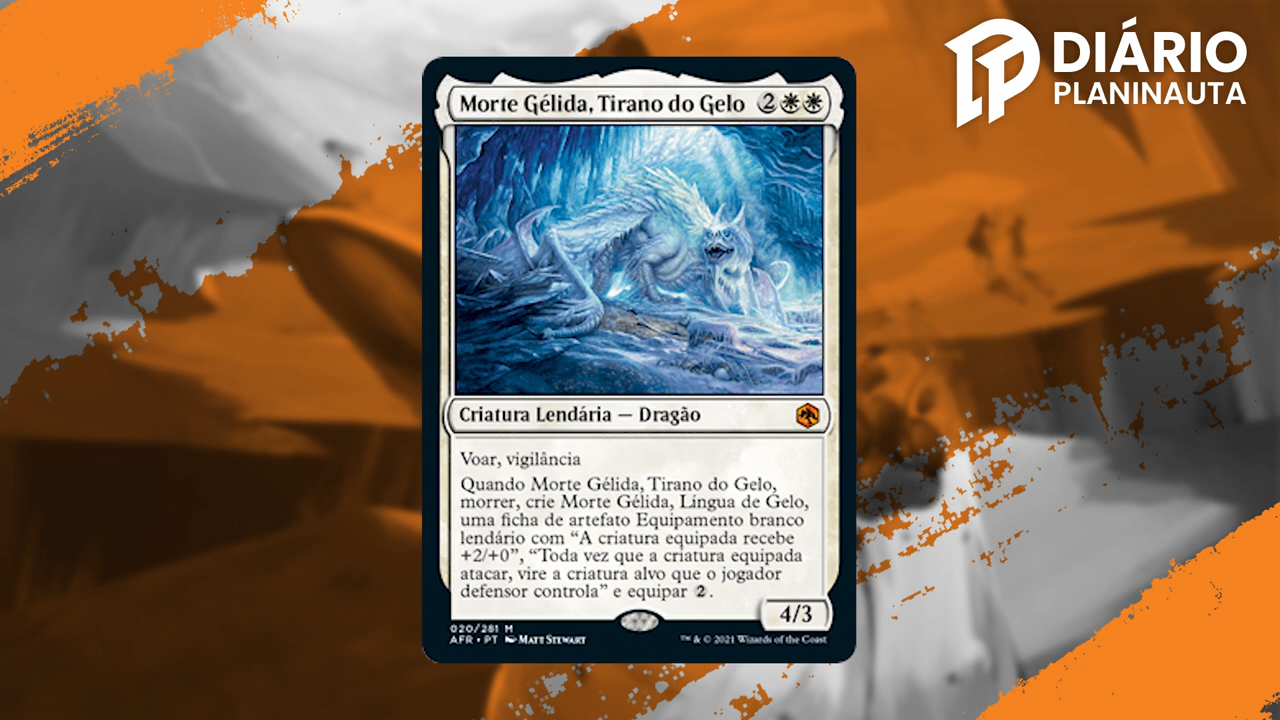 DIÁRIO
PLANINAUTA
Morte Gélida, Tirano do Gelo 2
Criatura Lendária — Dragão
Voar, vigilância
Quando Morte Gélida, Tirano do Gelo,
morrer, crie Morte Gélida, Língua de Gelo,
uma ficha de artefato Equipamento branco
lendário com “A criatura equipada recebe
+2/+0”, “Toda vez que a criatura equipada
atacar, vire a criatura alvo que o jogador
defensor controla” e equipar 2.
4/3
020/281 M
AFR • PT Matt Stewart
™ & © 2021 Wizards of the Coast